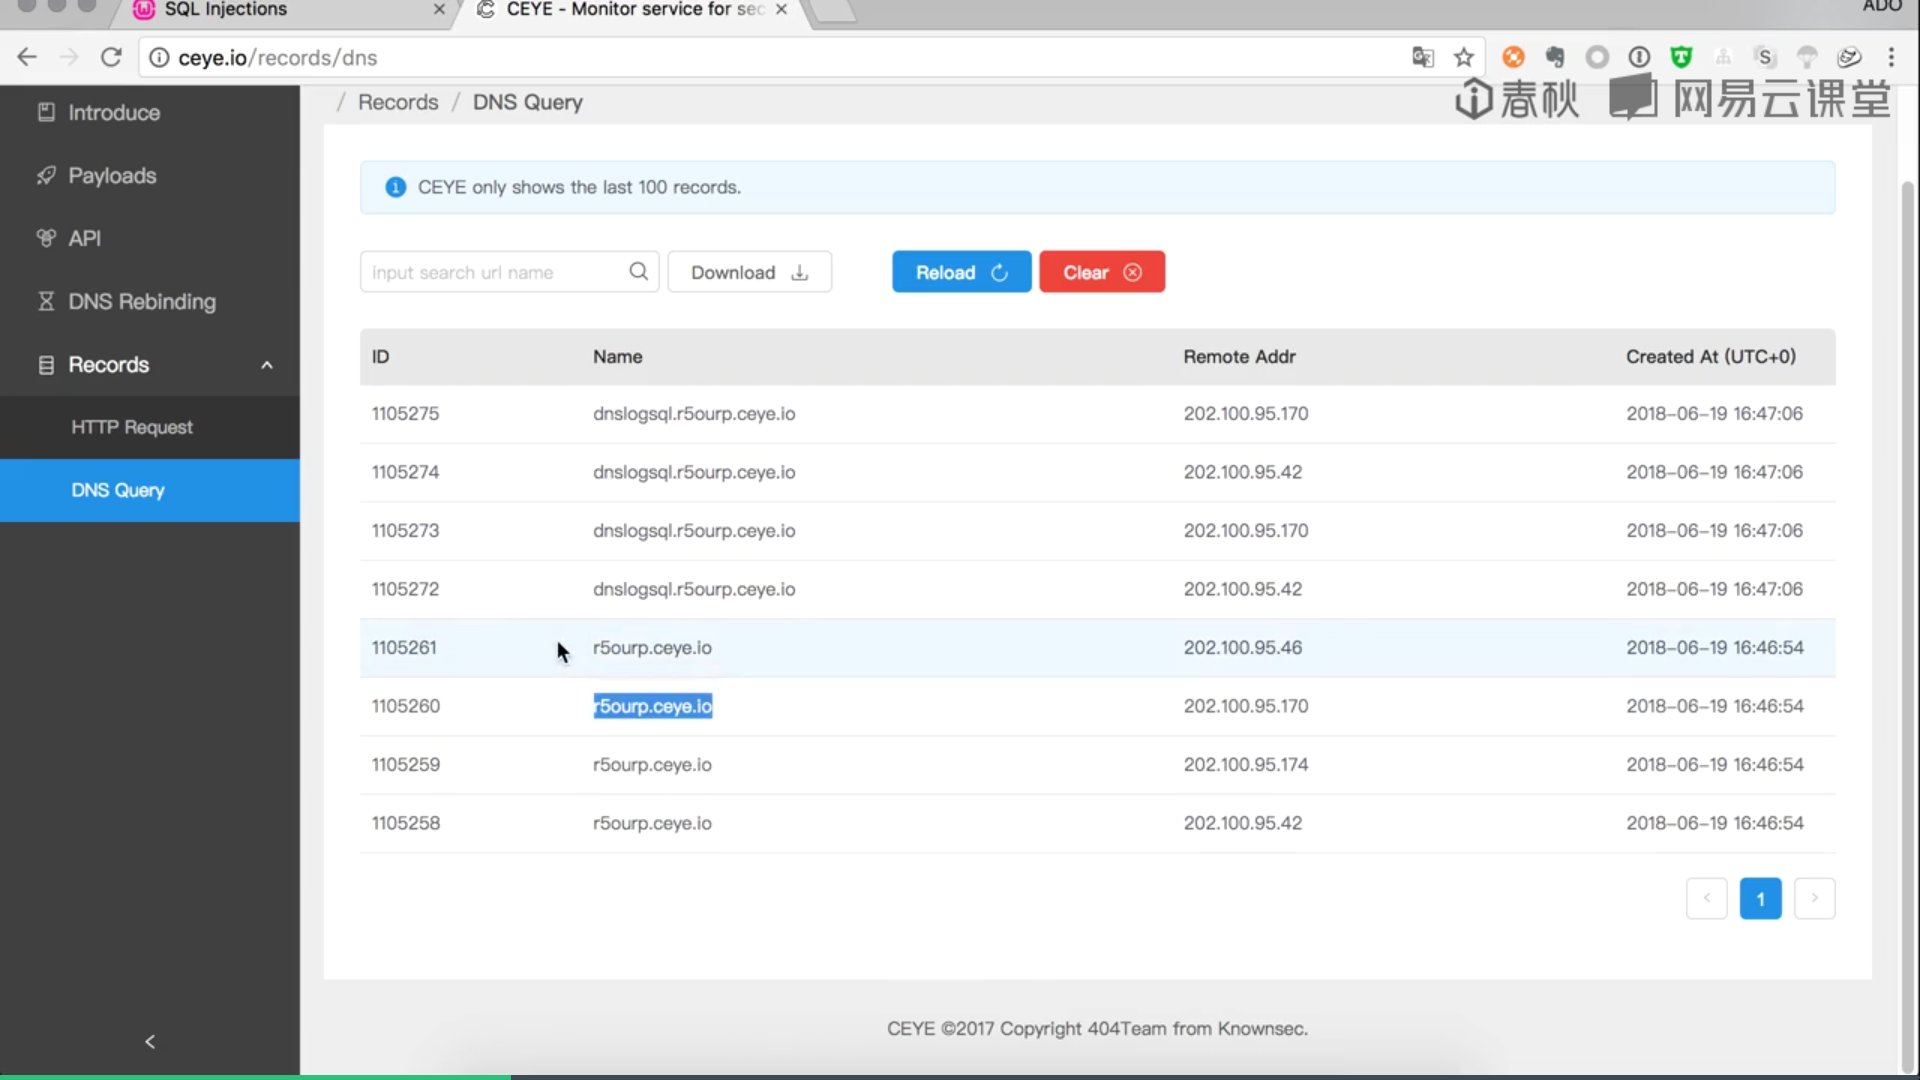 ADO
SQL Injections
CEYE - Monitor service for sec
ceye.io/records/dns
春秋 网易云课堂
Introduce
Payloads
API
DNS Rebinding
Records
HTTP Request
DNS Query
/ Records / DNS Query
CEYE only shows the last 100 records.
input search url name
Download
Reload
Clear
ID Name Remote Addr Created At (UTC+0)
1105275 dnslogsql.r5ourp.ceye.io 202.100.95.170 2018-06-19 16:47:06
1105274 dnslogsql.r5ourp.ceye.io 202.100.95.42 2018-06-19 16:47:06
1105273 dnslogsql.r5ourp.ceye.io 202.100.95.170 2018-06-19 16:47:06
1105272 dnslogsql.r5ourp.ceye.io 202.100.95.42 2018-06-19 16:47:06
1105261 r5ourp.ceye.io 202.100.95.46 2018-06-19 16:46:54
1105260 r5ourp.ceye.io 202.100.95.170 2018-06-19 16:46:54
1105259 r5ourp.ceye.io 202.100.95.174 2018-06-19 16:46:54
1105258 r5ourp.ceye.io 202.100.95.42 2018-06-19 16:46:54
1
CEYE ©2017 Copyright 404Team from Knownsec.